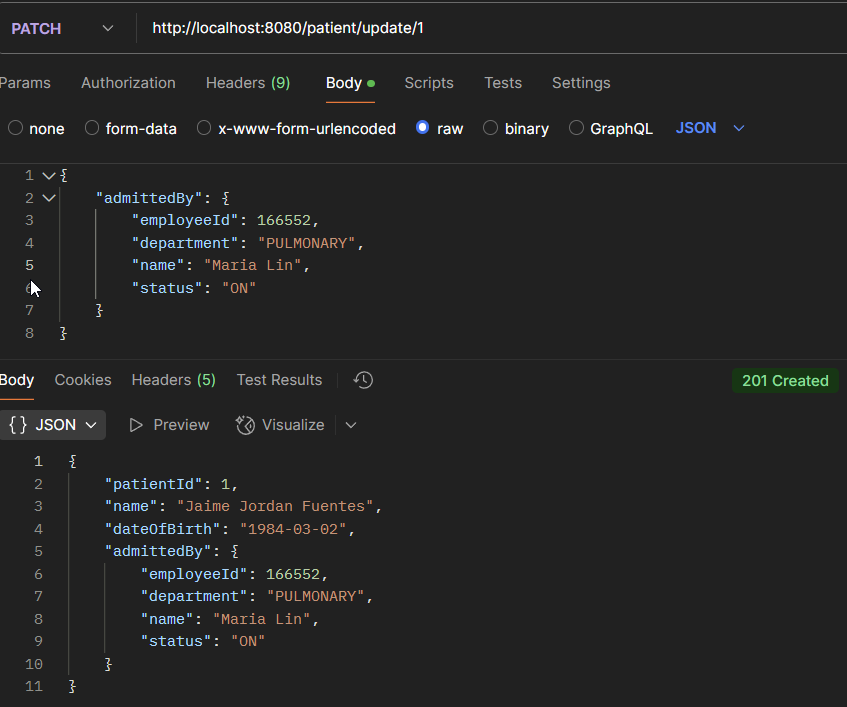 PATCH http://localhost:8080/patient/update/1
Params Authorization Headers (9) Body Scripts Tests Settings
none form-data x-www-form-urlencoded raw binary GraphQL JSON
1 {
2 "admittedBy": {
3 "employeeId": 166552,
4 "department": "PULMONARY",
5 "name": "Maria Lin",
6 "status": "ON"
7 }
8 }
Body Cookies Headers (5) Test Results 201 Created
{} JSON Preview Visualize
1 {
2 "patientId": 1,
3 "name": "Jaime Jordan Fuentes",
4 "dateOfBirth": "1984-03-02",
5 "admittedBy": {
6 "employeeId": 166552,
7 "department": "PULMONARY",
8 "name": "Maria Lin",
9 "status": "ON"
10 }
11 }